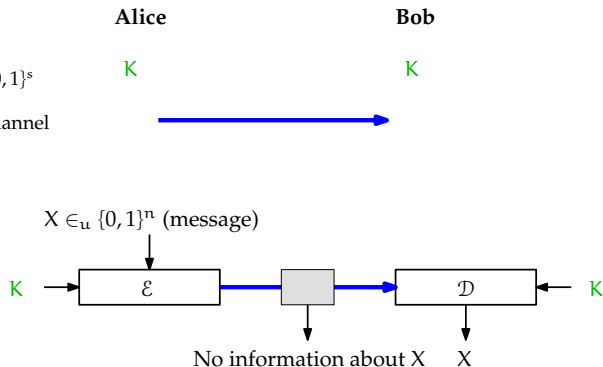 Alice Bob
K K
0, 1}ˢ
annel
X ∈ᵤ {0, 1}ⁿ (message)
K ℰ 𝒟 K
No information about X X